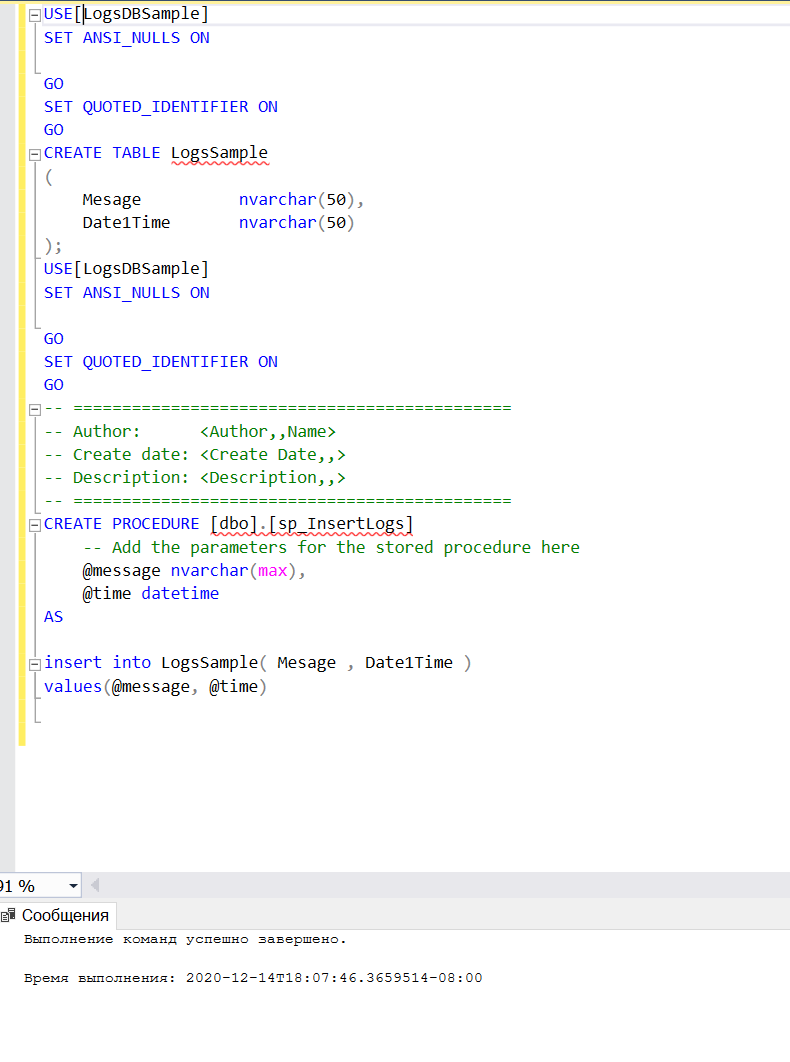 USE[LogsDBSample]
SET ANSI_NULLS ON
GO
SET QUOTED_IDENTIFIER ON
GO
CREATE TABLE LogsSample
(
Mesage nvarchar(50),
Date1Time nvarchar(50)
);
USE[LogsDBSample]
SET ANSI_NULLS ON
GO
SET QUOTED_IDENTIFIER ON
GO
-- =============================================
-- Author: <Author,,Name>
-- Create date: <Create Date,,>
-- Description: <Description,,>
-- =============================================
CREATE PROCEDURE [dbo].[sp_InsertLogs]
-- Add the parameters for the stored procedure here
@message nvarchar(max),
@time datetime
AS
insert into LogsSample( Mesage , Date1Time )
values(@message, @time)
91 %
Сообщения
Выполнение команд успешно завершено.
Время выполнения: 2020-12-14T18:07:46.3659514-08:00